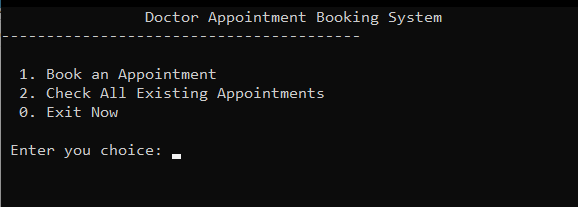 Doctor Appointment Booking System
----------------------------------------
1. Book an Appointment
2. Check All Existing Appointments
0. Exit Now
Enter you choice: